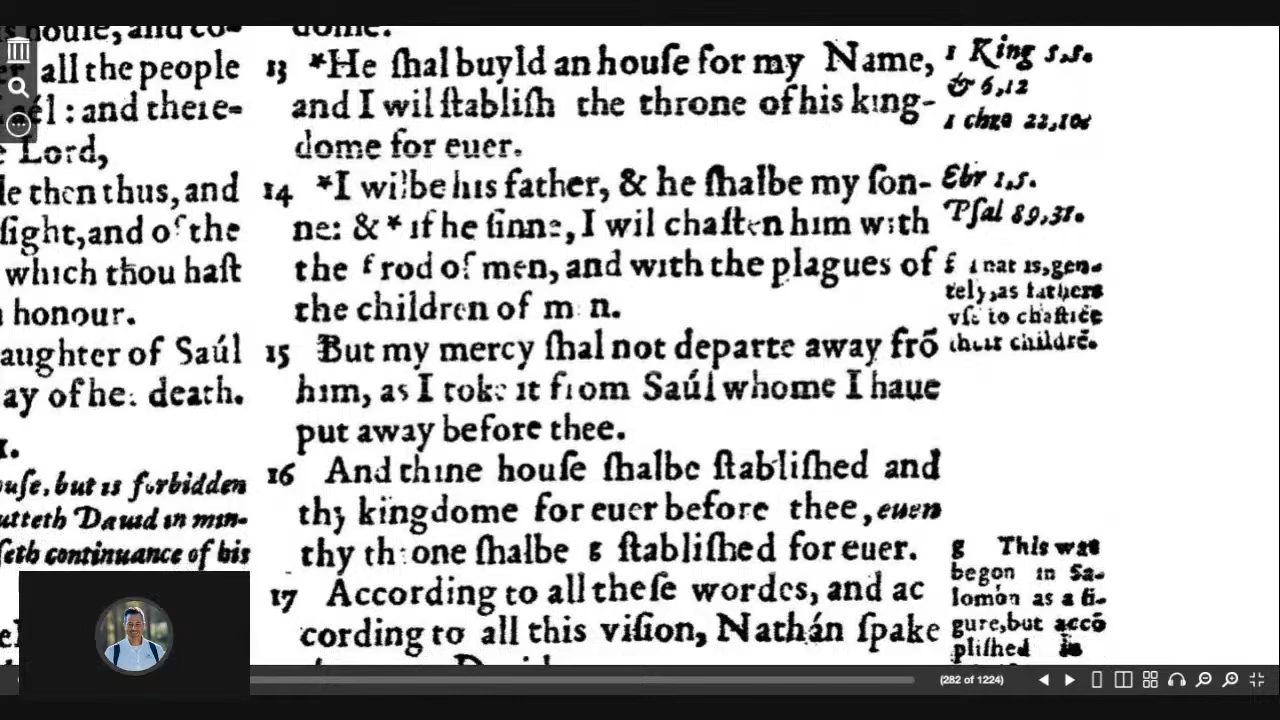 houſe, and co-
all the people
: and there-
Lord,
then thus, and
ſight, and of the
which thou haſt
honour.
aughter of Saúl
ay of her death.
but is forbidden
utteth Dauid in min-
ſeth continuance of his
dome.
13 *He ſhal buyld an houſe for my Name,
and I wil ſtabliſh the throne of his king-
dome for euer.
14 *I wilbe his father, & he ſhalbe my ſon-
ne: & * if he ſinne, I wil chaſten him with
the f rod of men, and with the plagues of
the children of men.
15 But my mercy ſhal not departe away frō
him, as I toke it from Saúl whome I haue
put away before thee.
16 And thine houſe ſhalbe ſtabliſhed and
thy kingdome for euer before thee, euen
thy throne ſhalbe g ſtabliſhed for euer.
17 According to all theſe wordes, and ac
cording to all this viſion, Nathán ſpake
Dauid
1 King 5,5.
& 6,12
1 chro 22,10
Ebr 1,5.
Pſal 89,31.
f That is, gen-
tely, as fathers
vſe to chaſtice
their childrē.
g This was
begon in Sa-
lomón as a fi-
gure, but accō
pliſhed in
(282 of 1224)